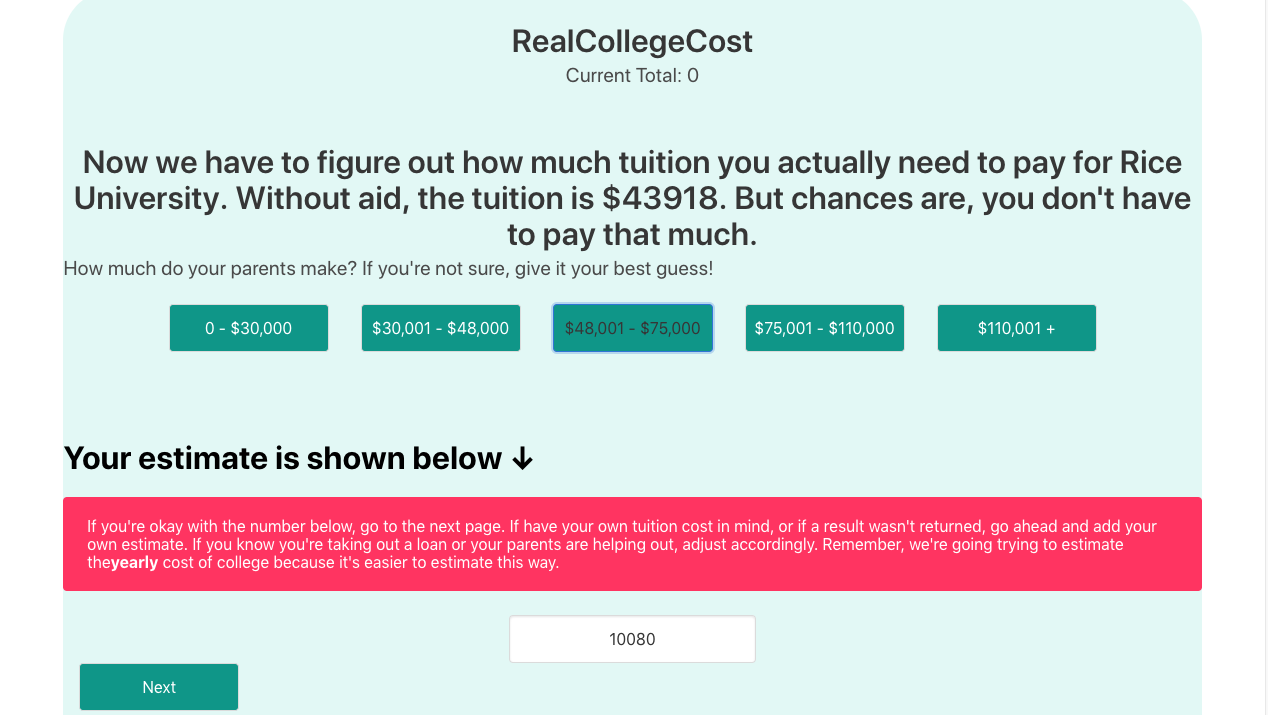 RealCollegeCost
Current Total: 0
Now we have to figure out how much tuition you actually need to pay for Rice
University. Without aid, the tuition is $43918. But chances are, you don't have
to pay that much.
How much do your parents make? If you're not sure, give it your best guess!
0 - $30,000
$30,001 - $48,000
$48,001 - $75,000
$75,001 - $110,000
$110,001 +
Your estimate is shown below ↓
If you're okay with the number below, go to the next page. If have your own tuition cost in mind, or if a result wasn't returned, go ahead and add your
own estimate. If you know you're taking out a loan or your parents are helping out, adjust accordingly. Remember, we're going trying to estimate
theyearly cost of college because it's easier to estimate this way.
10080
Next